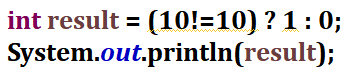 int result = (10!=10) ? 1 : 0;
System.out.println(result);